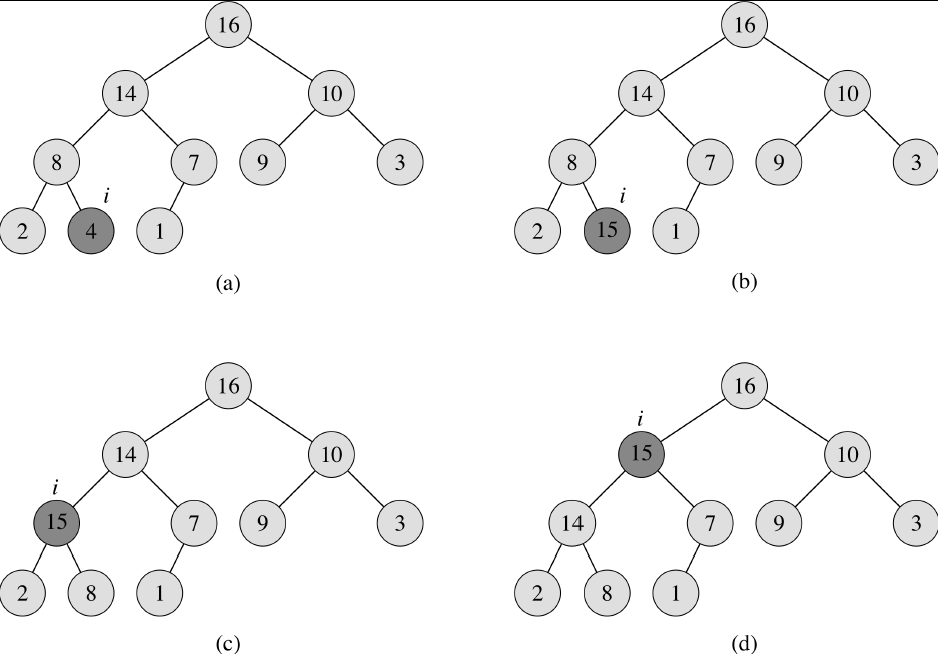 16 16
14 10 14 10
8 7 9 3 8 7 9 3
i i
2 4 1 2 15 1
(a) (b)
16 16
i
14 10 15 10
i
15 7 9 3 14 7 9 3
2 8 1 2 8 1
(c) (d)